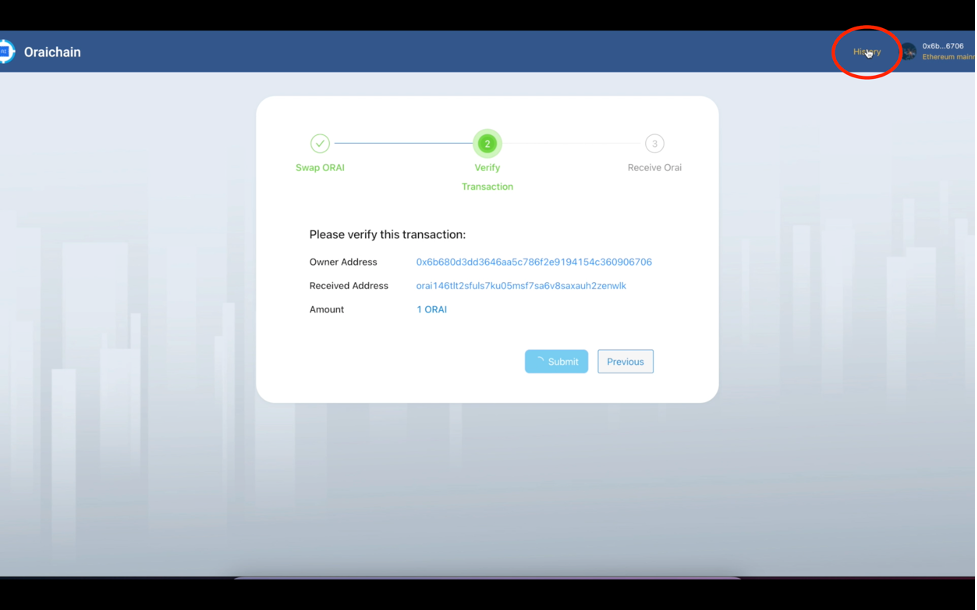 Oraichain
History
0x6b...6706
Ethereum main
2
3
Swap ORAI
Verify
Transaction
Receive Orai
Please verify this transaction:
Owner Address 0x6b680d3dd3646aa5c786f2e9194154c360906706
Received Address orai146tlt2sfuls7ku05msf7sa6v8saxauh2zenwlk
Amount 1 ORAI
Submit Previous